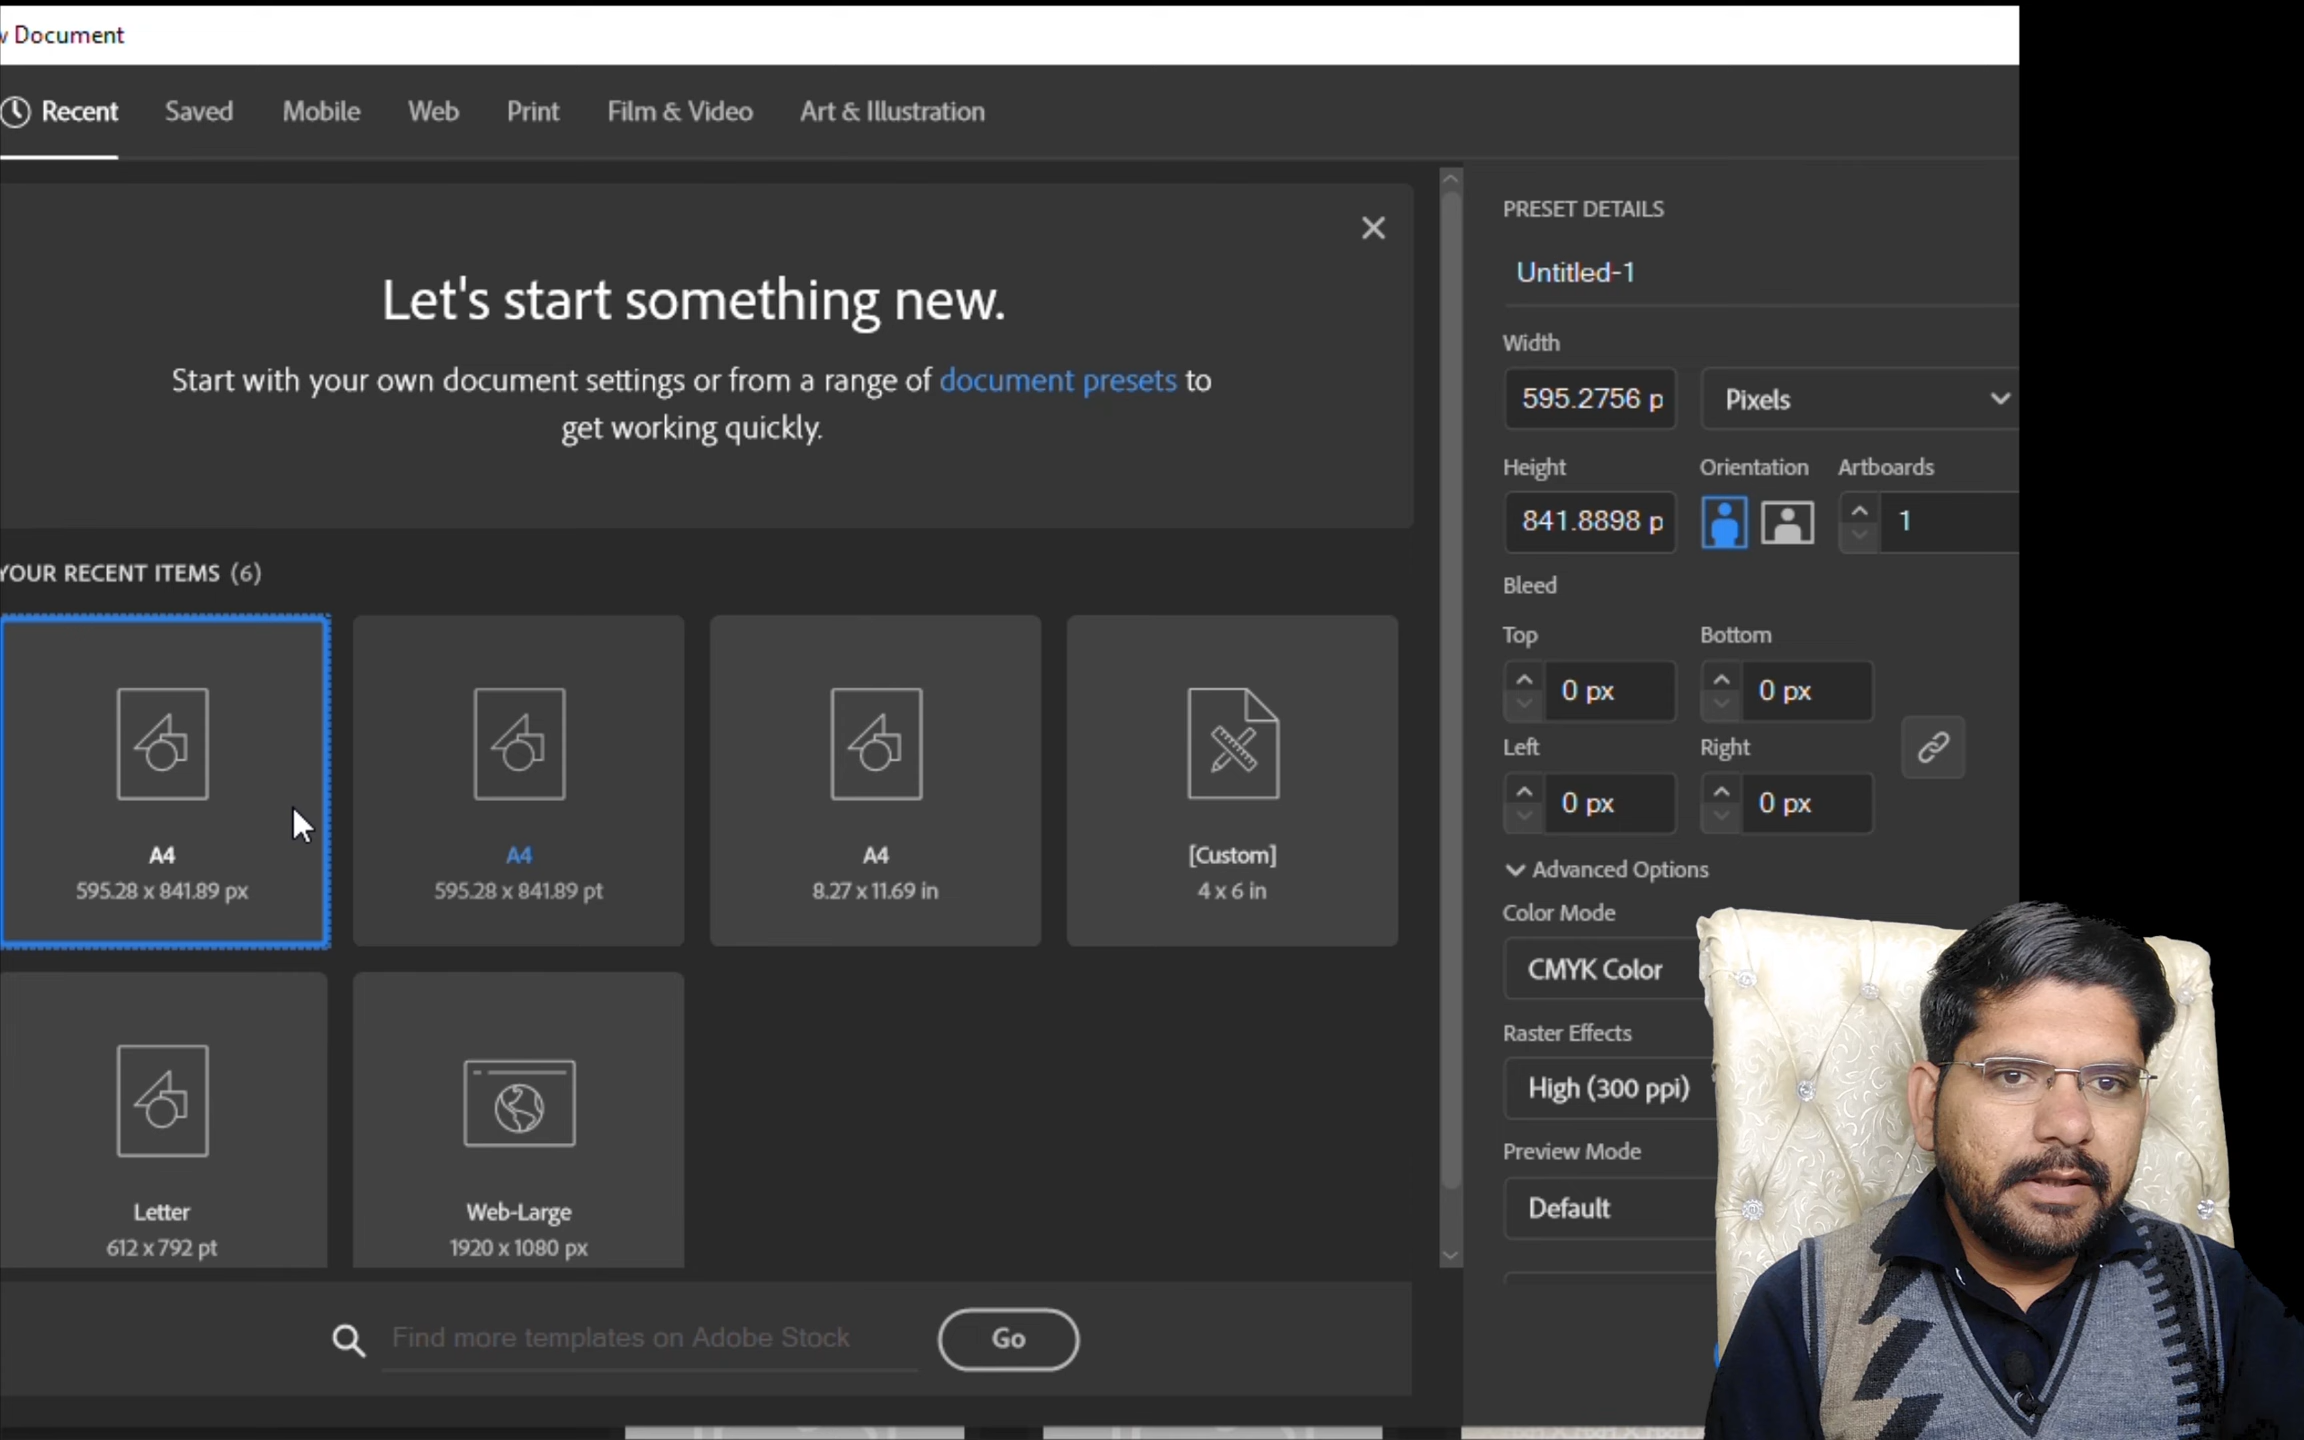 Document
Recent Saved Mobile Web Print Film & Video Art & Illustration
Let's start something new.
Start with your own document settings or from a range of document presets to
get working quickly.
YOUR RECENT ITEMS (6)
A4
595.28 x 841.89 px
A4
595.28 x 841.89 pt
A4
8.27 x 11.69 in
[Custom]
4 x 6 in
Letter
612 x 792 pt
Web-Large
1920 x 1080 px
Find more templates on Adobe Stock
Go
PRESET DETAILS
Untitled-1
Width
595.2756 p
Pixels
Height Orientation Artboards
841.8898 p
1
Bleed
Top Bottom
0 px 0 px
Left Right
0 px 0 px
Advanced Options
Color Mode
CMYK Color
Raster Effects
High (300 ppi)
Preview Mode
Default